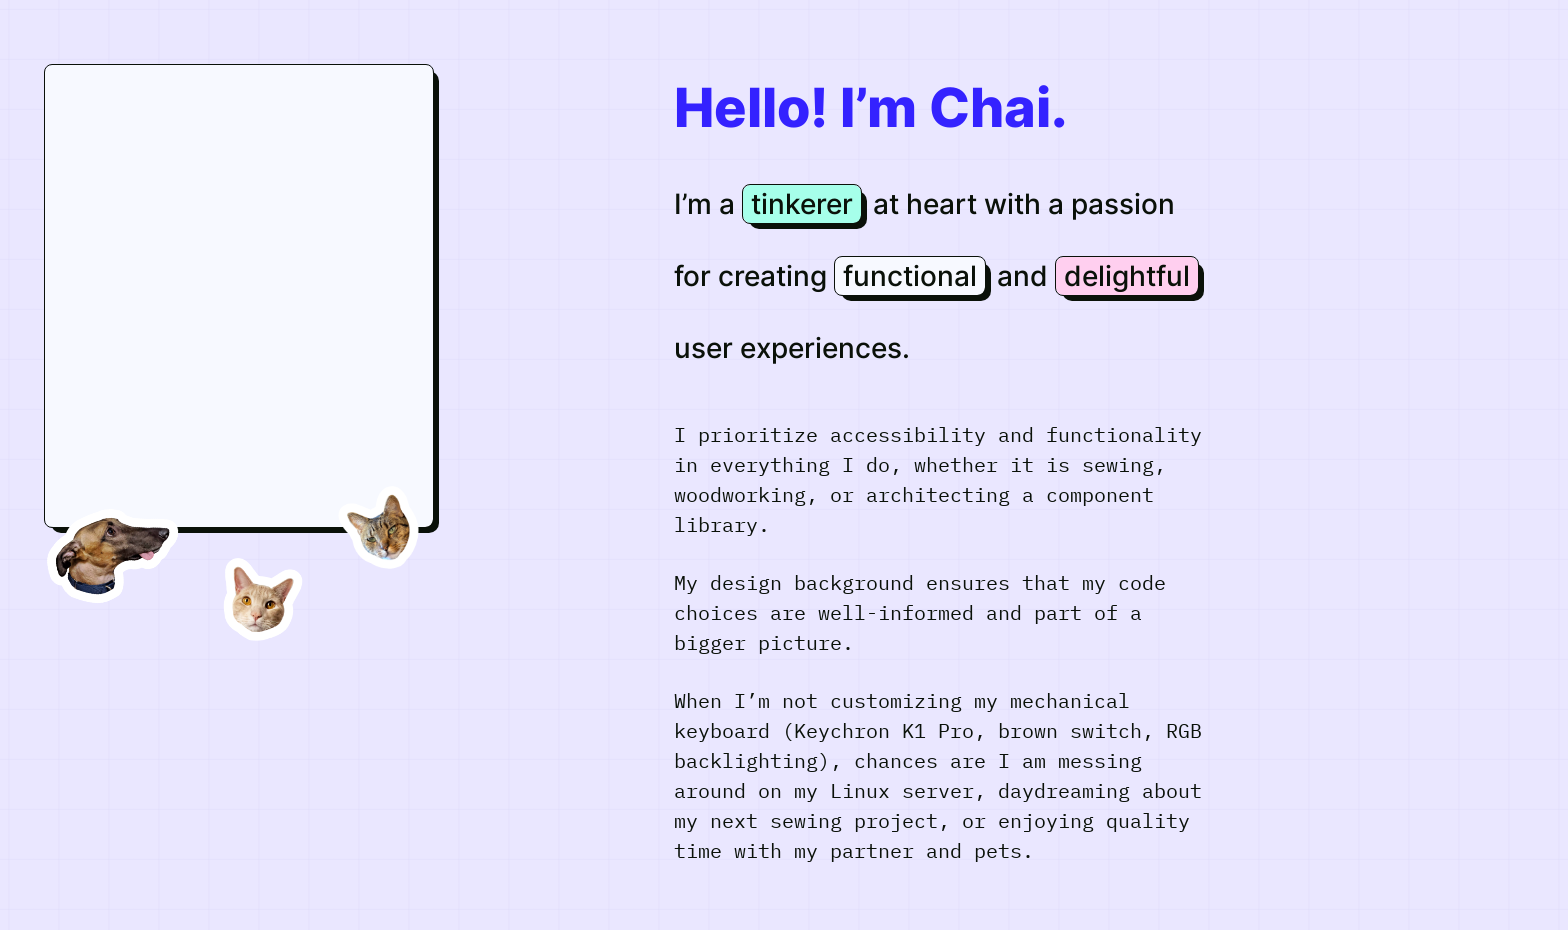 Hello! I’m Chai.
I’m a tinkerer at heart with a passion
for creating functional and delightful
user experiences.
I prioritize accessibility and functionality
in everything I do, whether it is sewing,
woodworking, or architecting a component
library.
My design background ensures that my code
choices are well-informed and part of a
bigger picture.
When I’m not customizing my mechanical
keyboard (Keychron K1 Pro, brown switch, RGB
backlighting), chances are I am messing
around on my Linux server, daydreaming about
my next sewing project, or enjoying quality
time with my partner and pets.